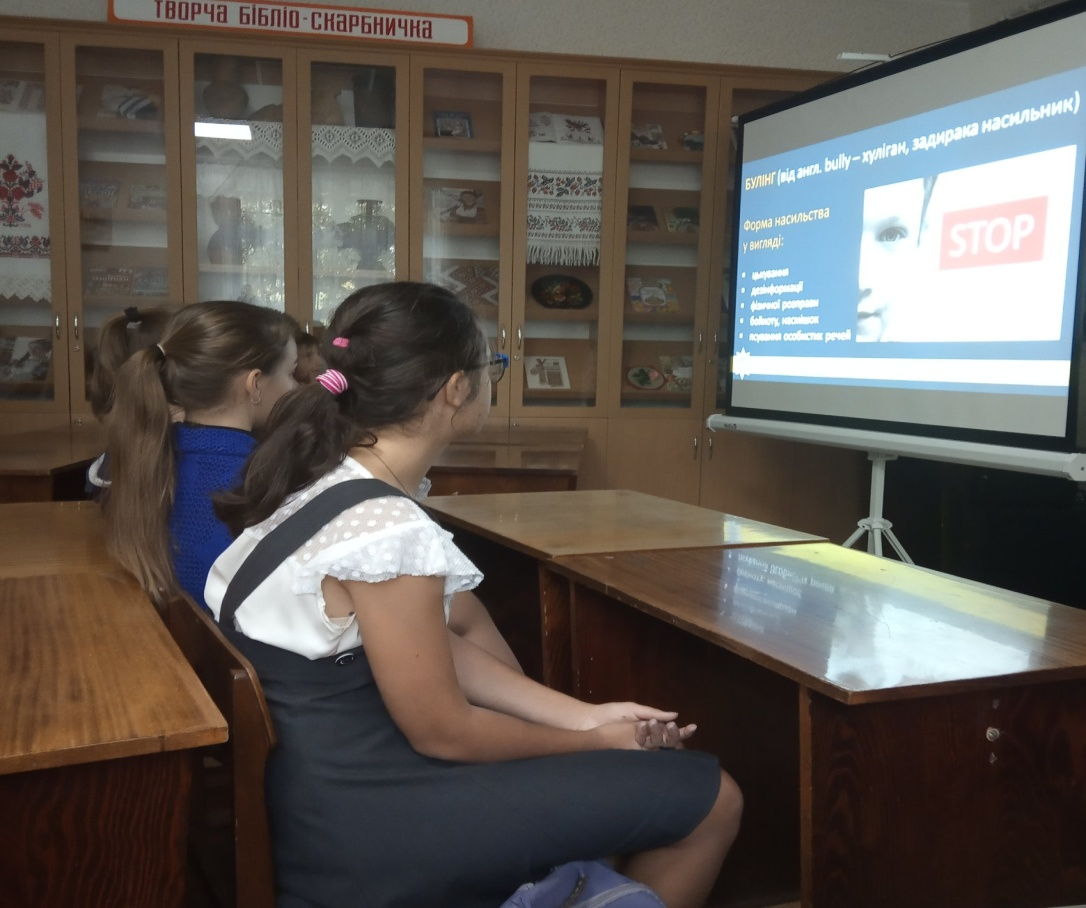 ТВОРЧА БІБЛІО-СКАРБНИЧКА
БУЛІНГ (від англ. bully – хуліган, задирака насильник)
Форма насильства
у вигляді:
цькування
дезінформації
фізичної розправи
бойкоту, насмішок
псування особистих речей
STOP